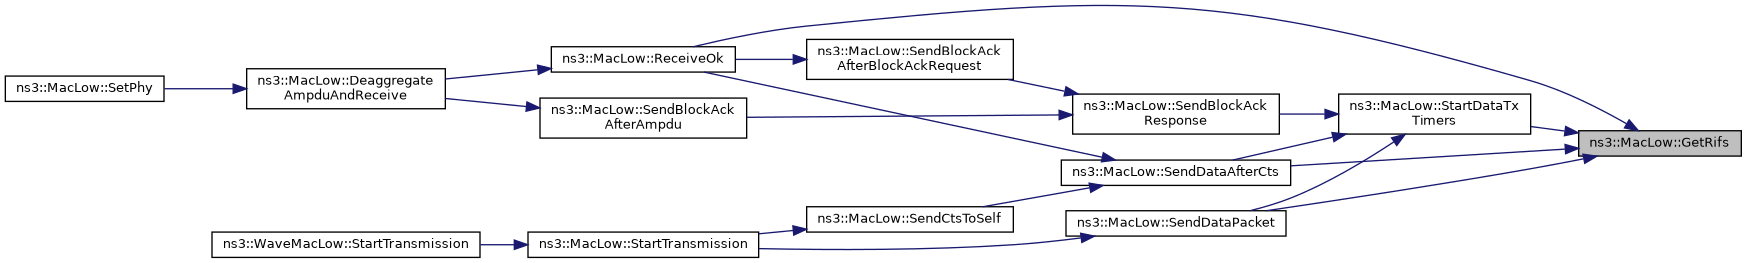 ns3::MacLow::SetPhy
ns3::MacLow::Deaggregate
AmpduAndReceive
ns3::MacLow::ReceiveOk
ns3::MacLow::SendBlockAck
AfterAmpdu
ns3::MacLow::SendBlockAck
AfterBlockAckRequest
ns3::MacLow::SendBlockAck
Response
ns3::MacLow::StartDataTx
Timers
ns3::MacLow::GetRifs
ns3::MacLow::SendDataAfterCts
ns3::MacLow::SendCtsToSelf
ns3::MacLow::SendDataPacket
ns3::WaveMacLow::StartTransmission
ns3::MacLow::StartTransmission